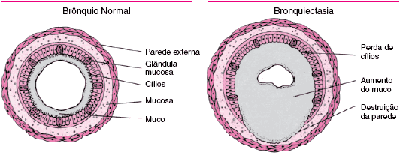 Brônquio Normal
Parede externa
Glândula
mucosa
Cílios
Mucosa
Muco
Bronquiectasia
Perda de
cílios
Aumento
do muco
Destruição
da parede